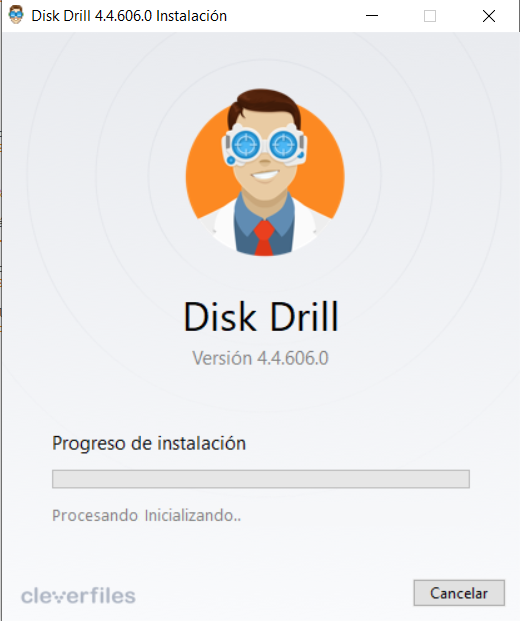 Disk Drill 4.4.606.0 Instalación
Disk Drill
Versión 4.4.606.0
Progreso de instalación
Procesando Inicializando..
cleverfiles
Cancelar